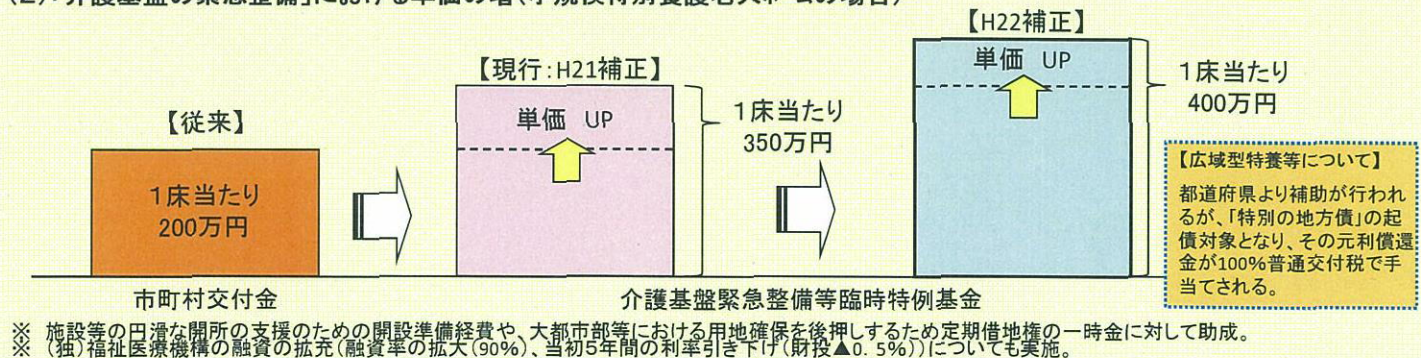 【H22補正】
単価 UP
1床当たり
400万円
【現行:H21補正】
単価 UP
1床当たり
350万円
【従来】
1床当たり
200万円
【広域型特養等について】
都道府県より補助が行われ
るが、「特別の地方債」の起
債対象となり、その元利償還
金が100%普通交付税で手
当てされる。
市町村交付金
介護基盤緊急整備等臨時特例基金
※ 施設等の円滑な開所の支援のための開設準備経費や、大都市部等における用地確保を後押しするため定期借地権の一時金に対して助成。
※ (独)福祉医療機構の融資の拡充(融資率の拡大(90%)、当初5年間の利率引き下げ(財投▲0.5%))についても実施。